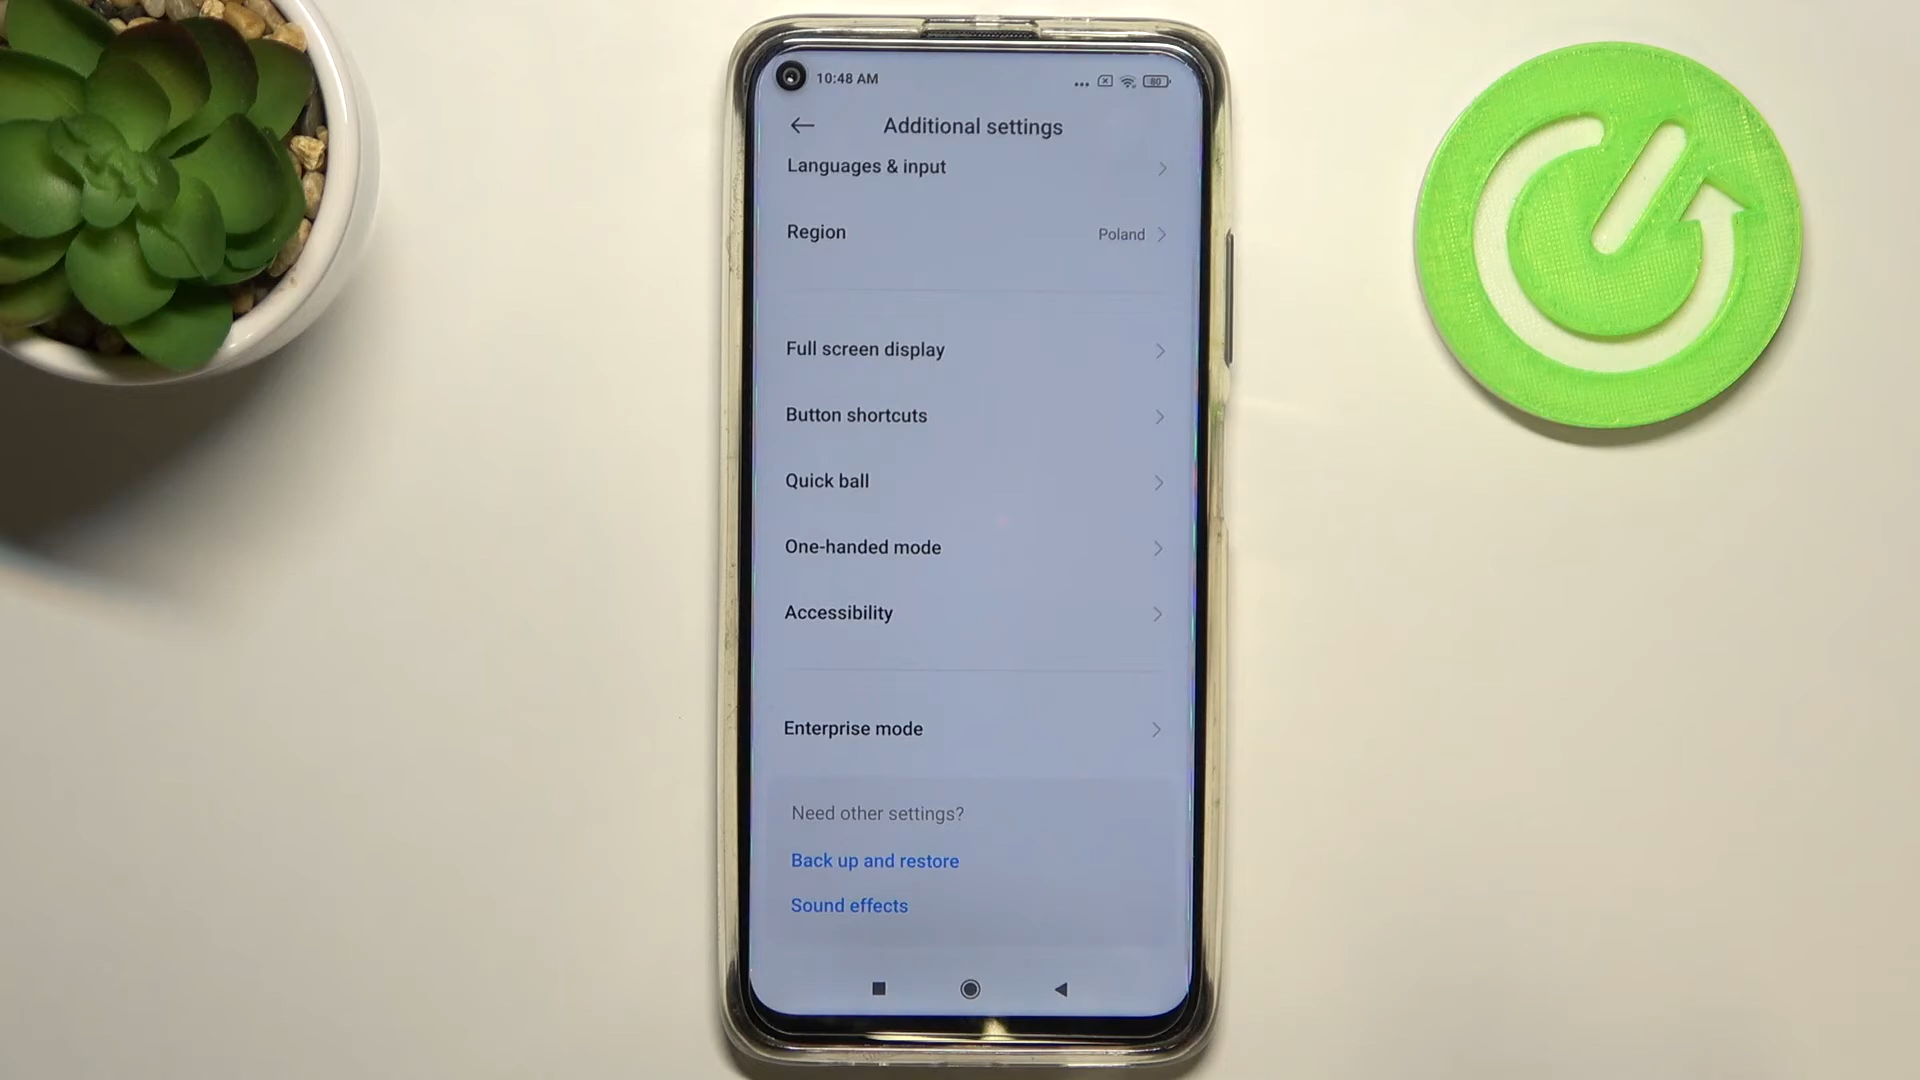 10:48 AM
80
Additional settings
Languages & input
Region
Poland
Full screen display
Button shortcuts
Quick ball
One-handed mode
Accessibility
Enterprise mode
Need other settings?
Back up and restore
Sound effects